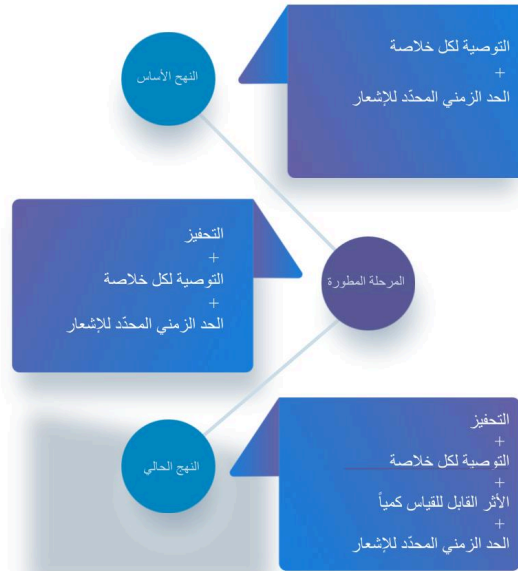 النهج الأساس
التوصية لكل خلاصة
+
الحد الزمني المحدّد للإشعار
المرحلة المطورة
التحفيز
+
التوصية لكل خلاصة
+
الحد الزمني المحدّد للإشعار
النهج الحالي
التحفيز
+
التوصية لكل خلاصة
+
الأثر القابل للقياس كمياً
+
الحد الزمني المحدّد للإشعار